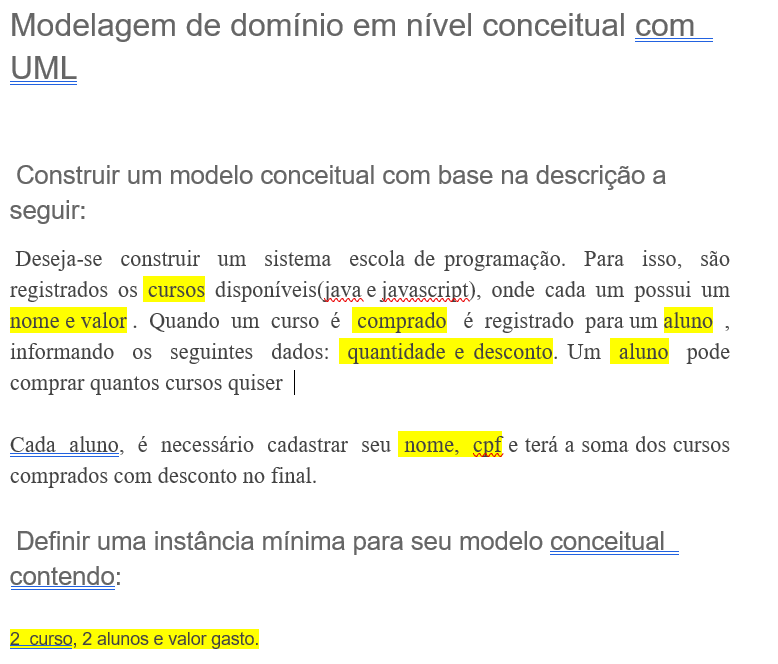 Modelagem de domínio em nível conceitual com
UML
Construir um modelo conceitual com base na descrição a
seguir:
Deseja-se construir um sistema escola de programação. Para isso, são
registrados os cursos disponíveis(java e javascript), onde cada um possui um
nome e valor . Quando um curso é comprado é registrado para um aluno ,
informando os seguintes dados: quantidade e desconto. Um aluno pode
comprar quantos cursos quiser
Cada aluno, é necessário cadastrar seu nome, cpf e terá a soma dos cursos
comprados com desconto no final.
Definir uma instância mínima para seu modelo conceitual
contendo:
2 curso, 2 alunos e valor gasto.